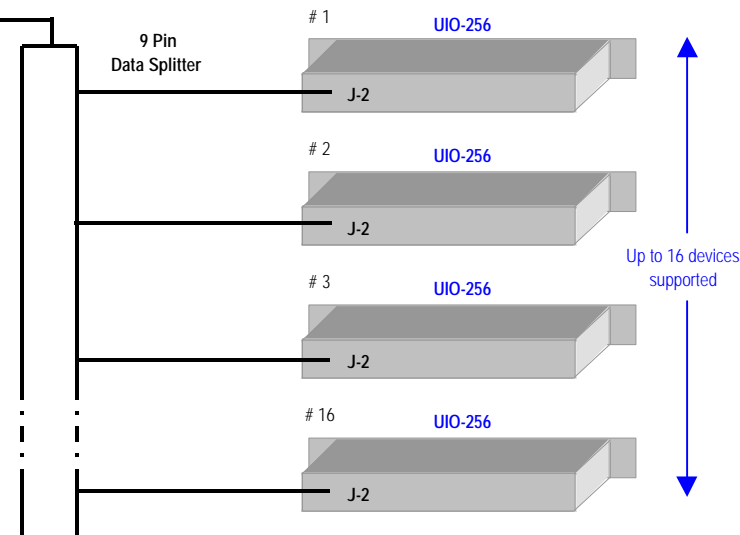 # 1
UIO-256
9 Pin
Data Splitter
J-2
# 2
UIO-256
J-2
Up to 16 devices
supported
# 3
UIO-256
J-2
# 16
UIO-256
J-2